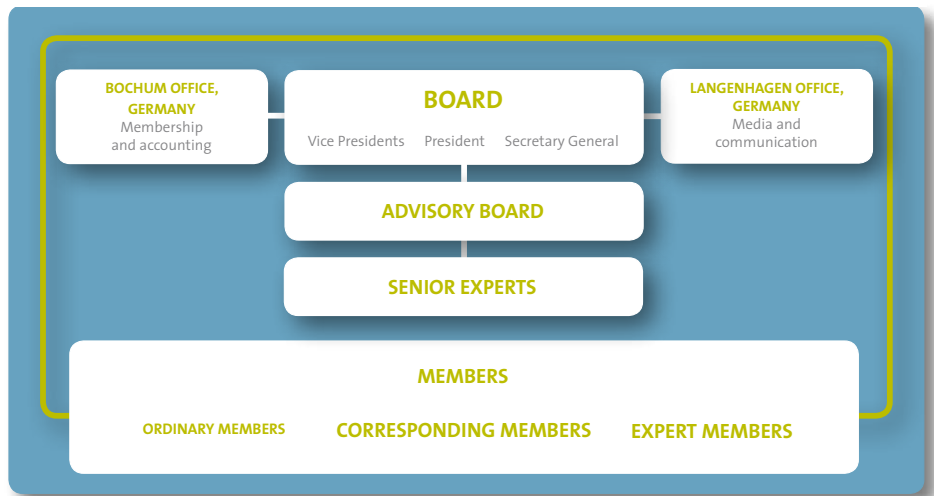 BOCHUM OFFICE,
GERMANY
Membership
and accounting
BOARD
Vice Presidents President Secretary General
LANGENHAGEN OFFICE,
GERMANY
Media and
communication
ADVISORY BOARD
SENIOR EXPERTS
MEMBERS
ORDINARY MEMBERS CORRESPONDING MEMBERS EXPERT MEMBERS